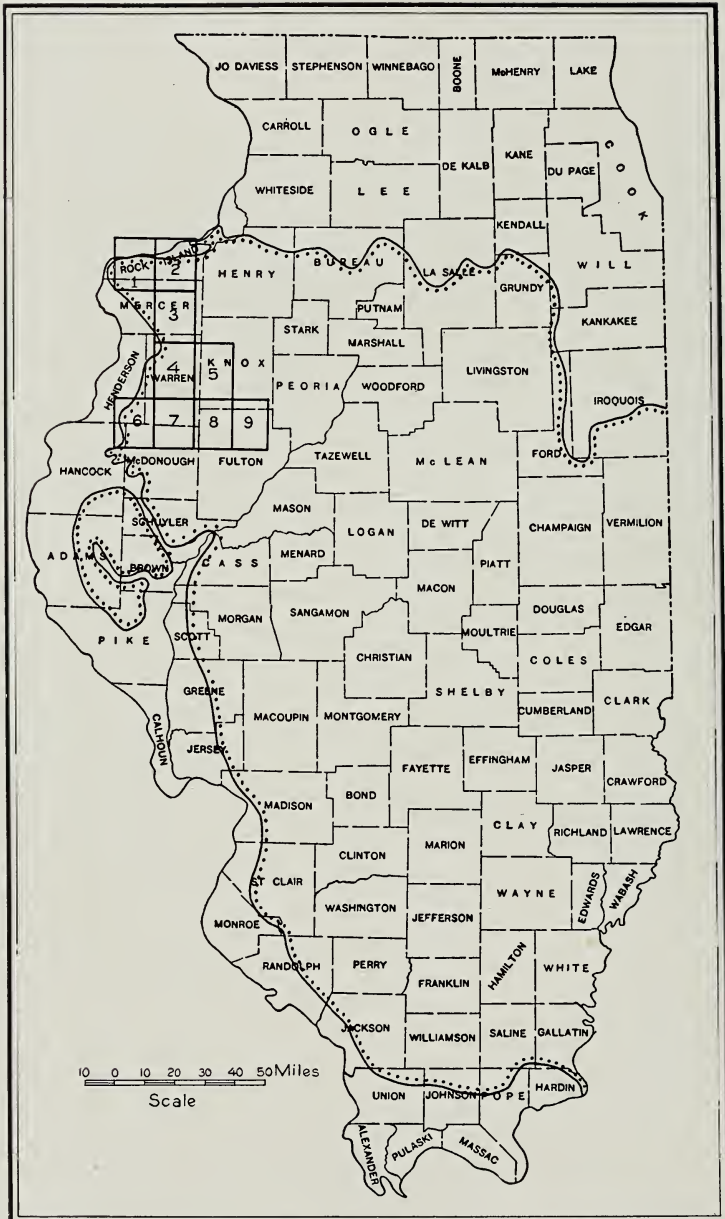 JO DAVIESS STEPHENSON WINNEBAGO BOONE McHENRY LAKE
CARROLL OGLE DE KALB KANE COOK
DU PAGE
WHITESIDE LEE
KENDALL
ROCK ISLAND 2 HENRY BUREAU LA SALLE GRUNDY WILL
1
MERCER 3 PUTNAM KANKAKEE
STARK MARSHALL
HENDERSON 4 WARREN 5 KNOX PEORIA WOODFORD LIVINGSTON IROQUOIS
6 7 8 9
HANCOCK McDONOUGH FULTON TAZEWELL McLEAN FORD
SCHUYLER MASON LOGAN DE WITT CHAMPAIGN VERMILION
ADAMS BROWN CASS MENARD PIATT
MACON
MORGAN SANGAMON DOUGLAS EDGAR
PIKE SCOTT CHRISTIAN MOULTRIE COLES
GREENE SHELBY CLARK
CALHOUN MACOUPIN MONTGOMERY CUMBERLAND
JERSEY FAYETTE EFFINGHAM JASPER CRAWFORD
MADISON BOND CLAY
MARION RICHLAND LAWRENCE
ST CLAIR CLINTON WAYNE EDWARDS WABASH
MONROE WASHINGTON JEFFERSON
RANDOLPH PERRY HAMILTON WHITE
FRANKLIN
JACKSON WILLIAMSON SALINE GALLATIN
10 0 10 20 30 40 50 Miles
Scale
UNION JOHNSON POPE HARDIN
ALEXANDER PULASKI MASSAC